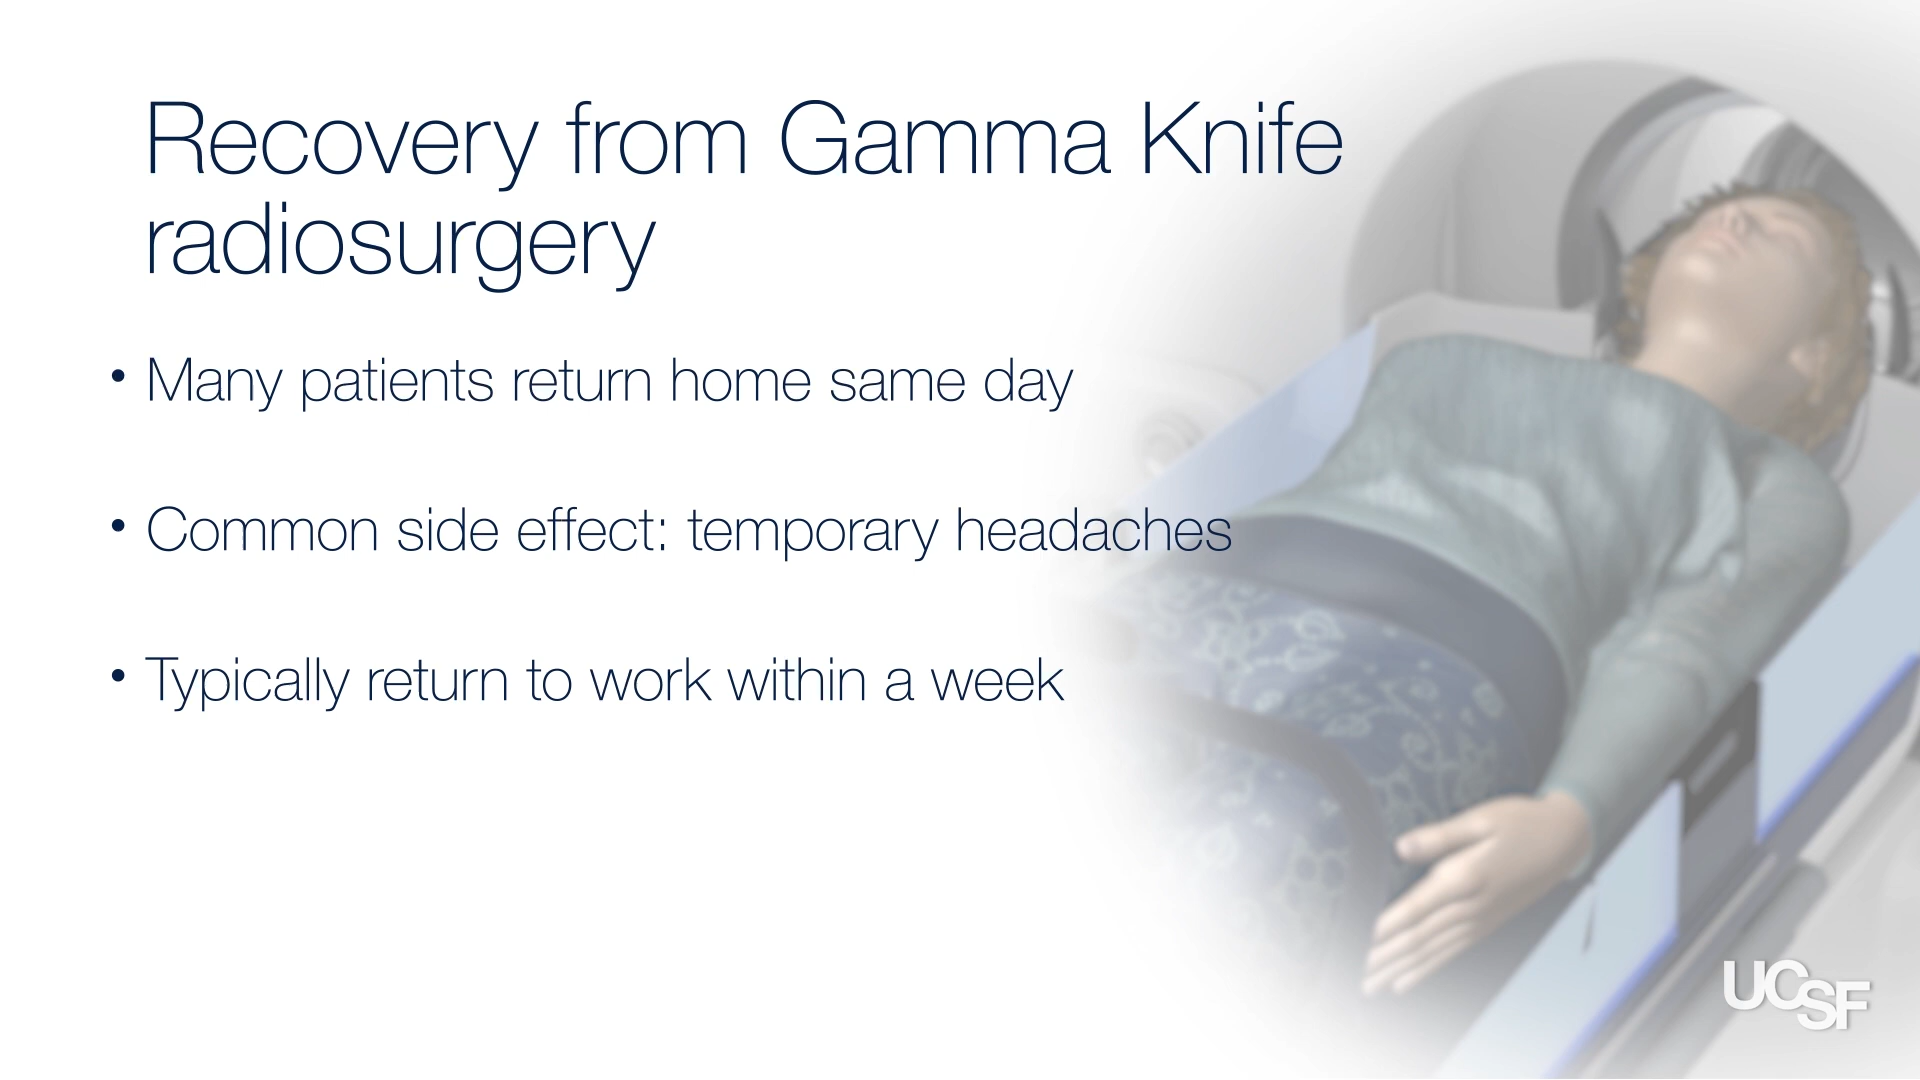 Recovery from Gamma Knife
radiosurgery
• Many patients return home same day
• Common side effect: temporary headaches
• Typically return to work within a week
UCSF